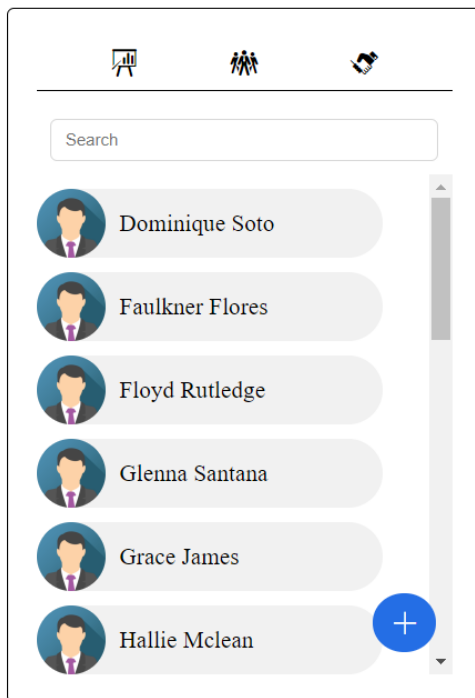 Search
Dominique Soto
Faulkner Flores
Floyd Rutledge
Glenna Santana
Grace James
Hallie Mclean